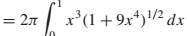 = 2π ∫₀¹ x³(1 + 9x⁴)^{1/2} dx